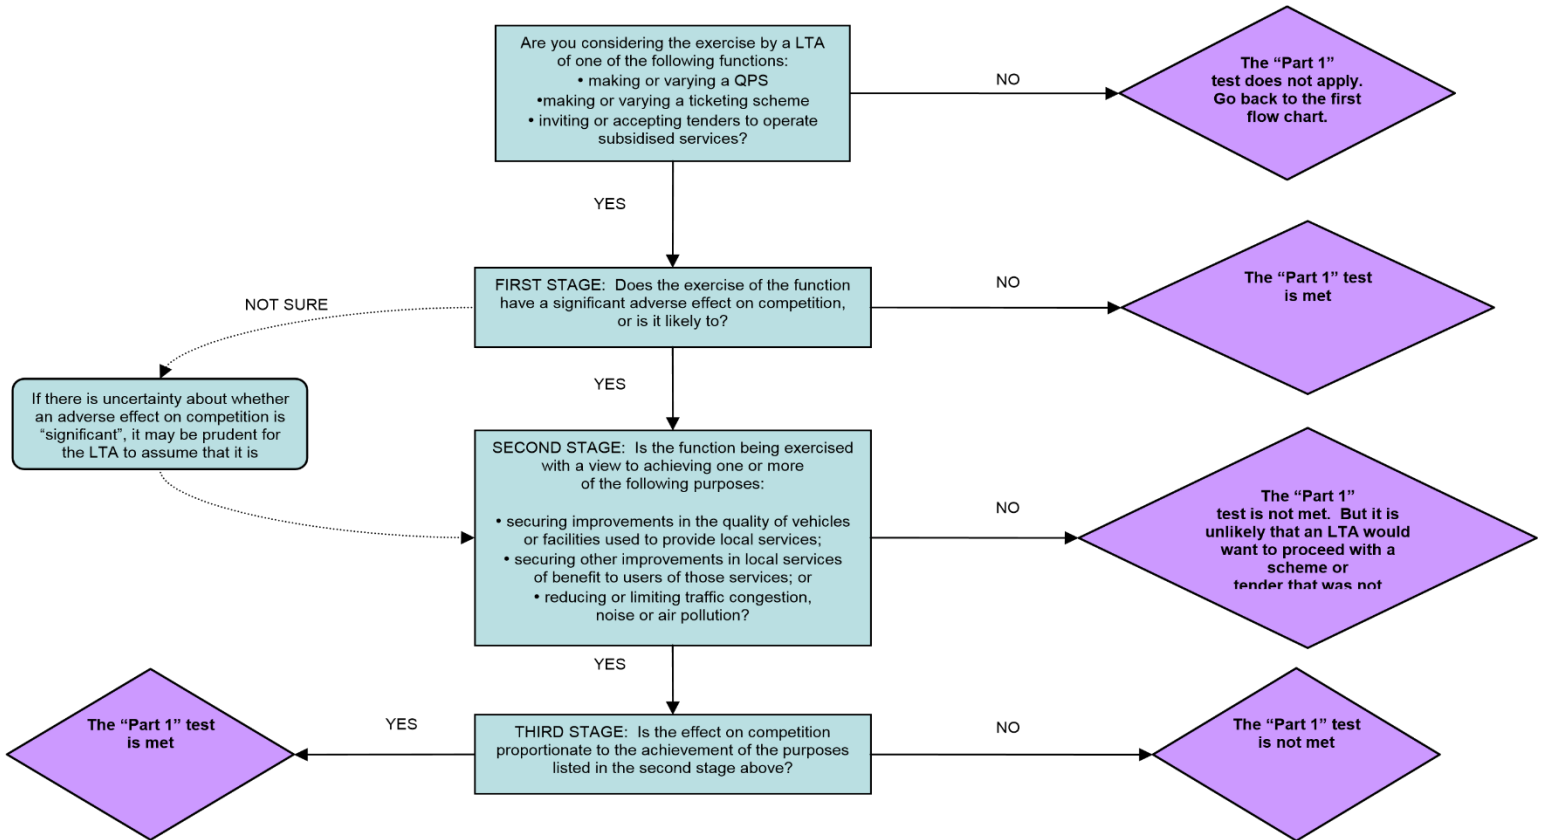 Are you considering the exercise by a LTA
of one of the following functions:
• making or varying a QPS
•making or varying a ticketing scheme
• inviting or accepting tenders to operate
subsidised services?
NO
The “Part 1”
test does not apply.
Go back to the first
flow chart.
YES
FIRST STAGE:  Does the exercise of the function
have a significant adverse effect on competition,
or is it likely to?
NO
The “Part 1” test
is met
NOT SURE
If there is uncertainty about whether
an adverse effect on competition is
“significant”, it may be prudent for
the LTA to assume that it is
YES
SECOND STAGE:  Is the function being exercised
with a view to achieving one or more
of the following purposes:
• securing improvements in the quality of vehicles
or facilities used to provide local services;
• securing other improvements in local services
of benefit to users of those services; or
• reducing or limiting traffic congestion,
noise or air pollution?
NO
The “Part 1”
test is not met.  But it is
unlikely that an LTA would
want to proceed with a
scheme or
tender that was not
YES
THIRD STAGE:  Is the effect on competition
proportionate to the achievement of the purposes
listed in the second stage above?
YES
The “Part 1” test
is met
NO
The “Part 1” test
is not met